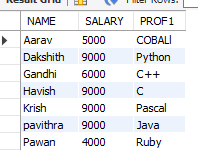 Result Grid Filter Rows:
NAME SALARY PROF1
Aarav 5000 COBALl
Dakshith 9000 Python
Gandhi 6000 C++
Havish 9000 C
Krish 9000 Pascal
pavithra 9000 Java
Pawan 4000 Ruby